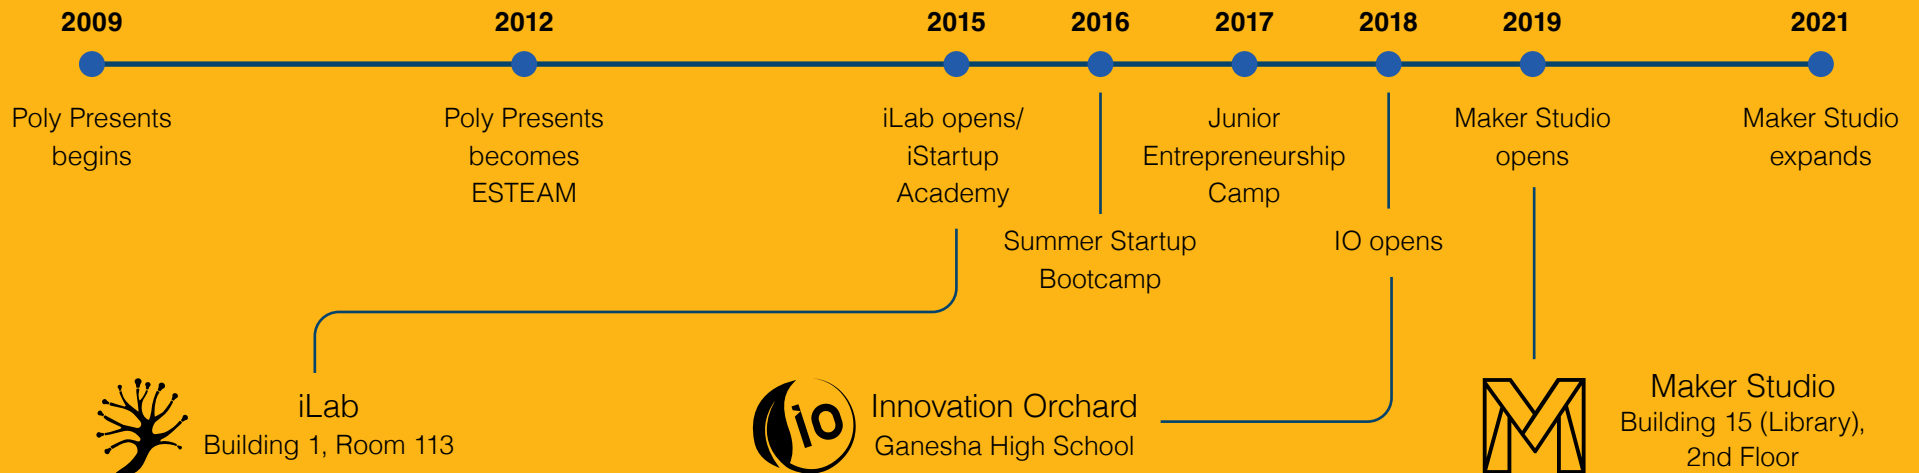 2009
2012
2015
2016
2017
2018
2019
2021
Poly Presents
begins
Poly Presents
becomes
ESTEAM
iLab opens/
iStartup
Academy
Summer Startup
Bootcamp
Junior
Entrepreneurship
Camp
IO opens
Maker Studio
opens
Maker Studio
expands
iLab
Building 1, Room 113
io
Innovation Orchard
Ganesha High School
M
Maker Studio
Building 15 (Library),
2nd Floor